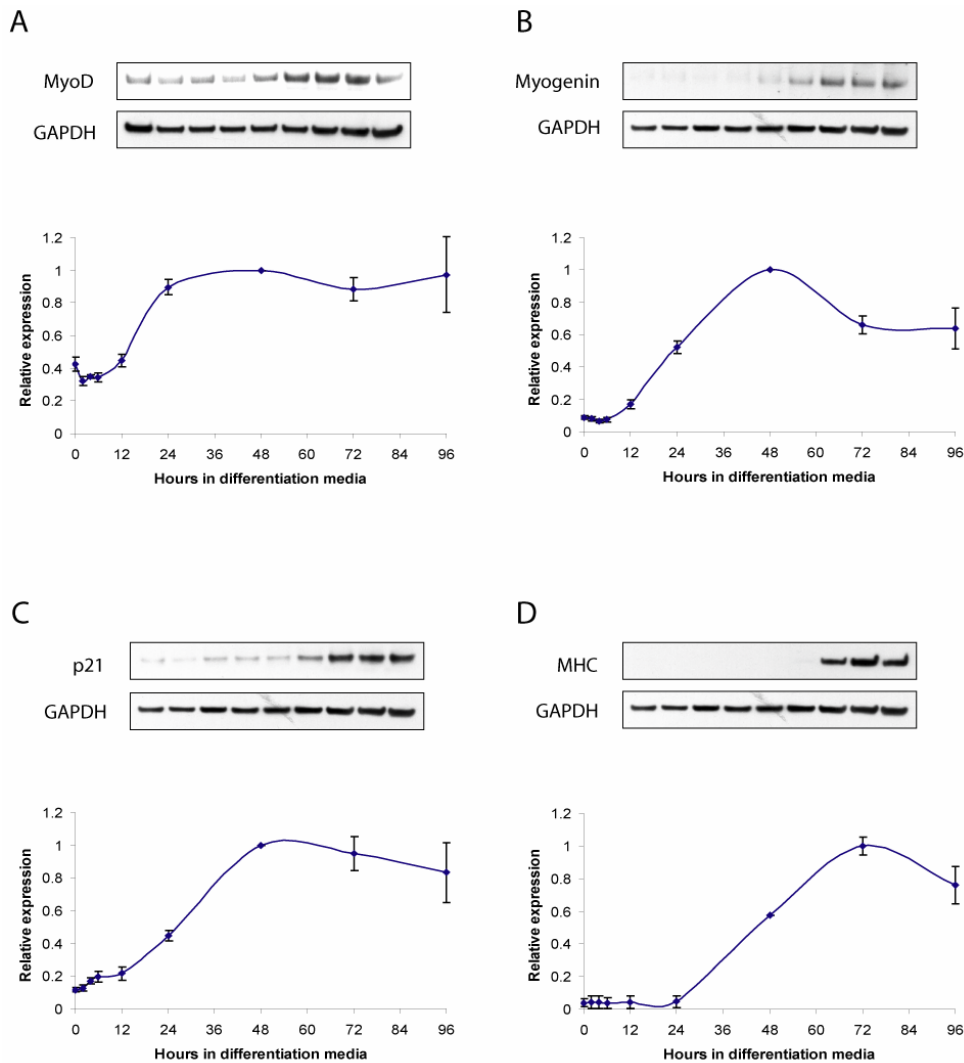 A
MyoD
GAPDH
1.2
1
0.8
0.6
0.4
0.2
0
Relative expression
0 12 24 36 48 60 72 84 96
Hours in differentiation media
B
Myogenin
GAPDH
1.2
1
0.8
0.6
0.4
0.2
0
Relative expression
0 12 24 36 48 60 72 84 96
Hours in differentiation media
C
p21
GAPDH
1.2
1
0.8
0.6
0.4
0.2
0
Relative expression
0 12 24 36 48 60 72 84 96
Hours in differentiation media
D
MHC
GAPDH
1.2
1
0.8
0.6
0.4
0.2
0
Relative expression
0 12 24 36 48 60 72 84 96
Hours in differentiation media